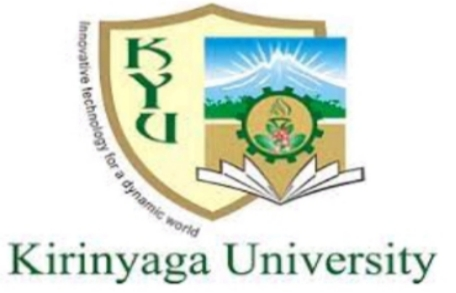 KYU
Innovative technology for a dynamic world
Kirinyaga University